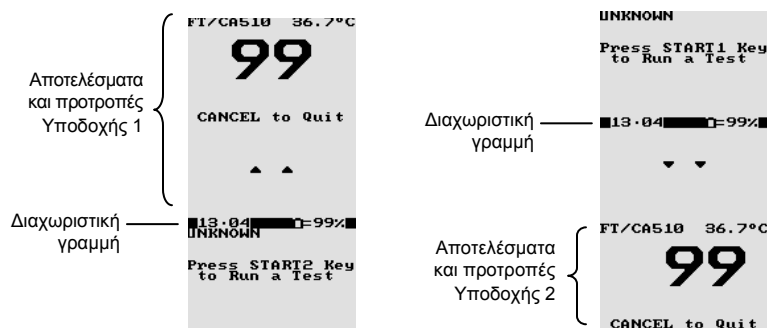 FT/CA510 36.7°C
99
Αποτελέσματα
και προτροπές
Υποδοχής 1
CANCEL to Quit
Διαχωριστική
γραμμή
13:04 =99%
UNKNOWN
Press START2 Key
to Run a Test
UNKNOWN
Press START1 Key
to Run a Test
Διαχωριστική
γραμμή
13:04 =99%
FT/CA510 36.7°C
Αποτελέσματα
και προτροπές
Υποδοχής 2
99
CANCEL to Quit